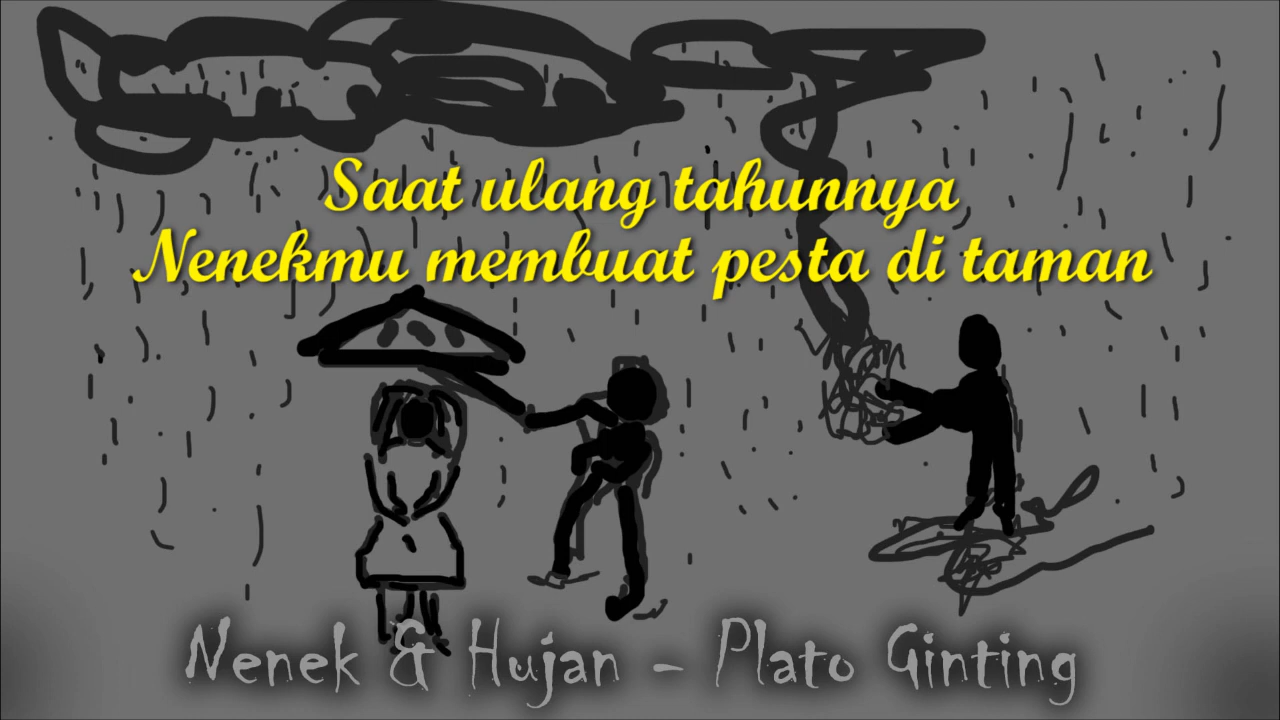 Saat ulang tahunnya
Nenekmu membuat pesta di taman
Nenek & Hujan - Plato Ginting